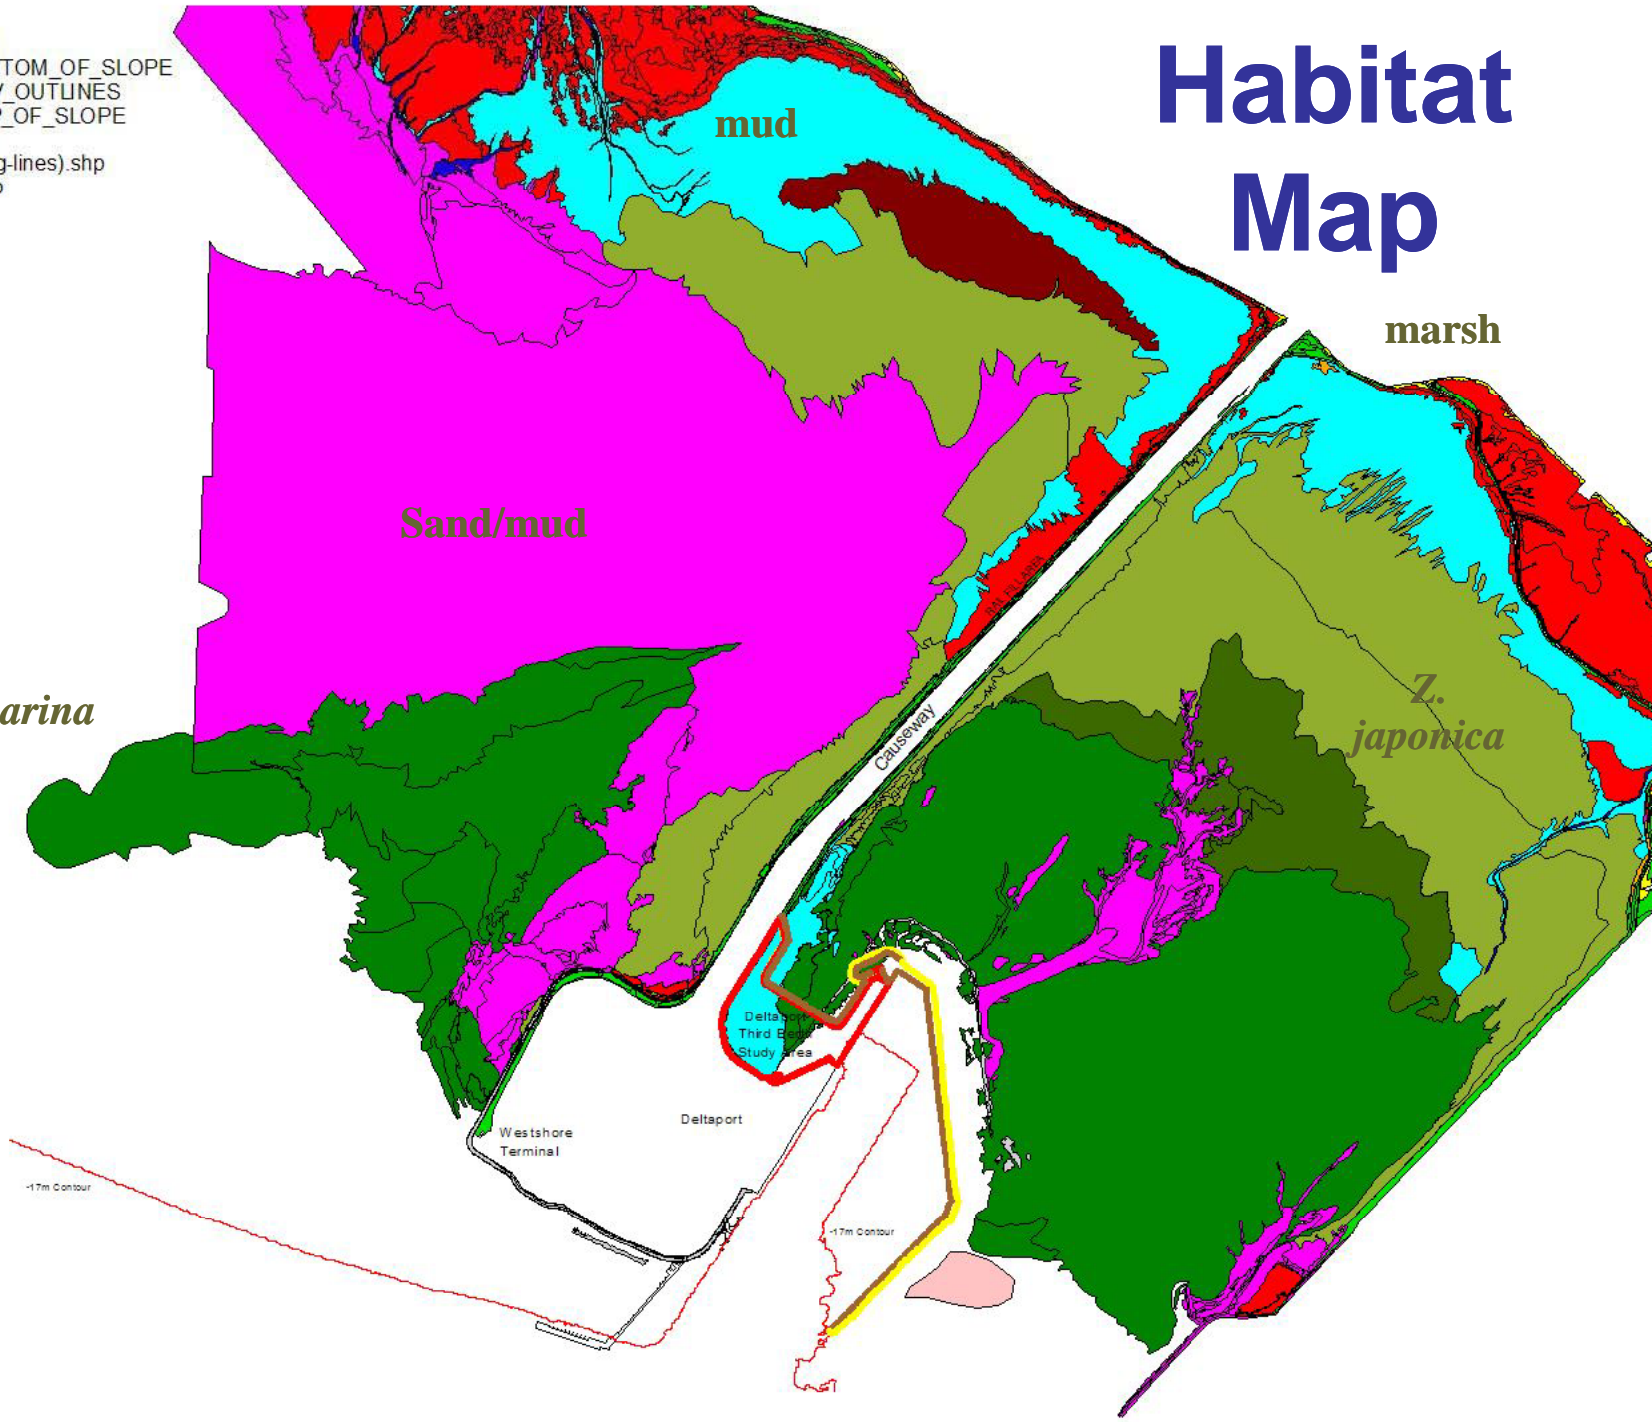 Habitat
Map
TOM_OF_SLOPE
_OUTLINES
_OF_SLOPE
g-lines).shp
mud
marsh
Sand/mud
arina
Z.
japonica
Causeway
Deltaport
Third Berth
Study Area
Deltaport
Westshore
Terminal
-17m Contour
-17m Contour